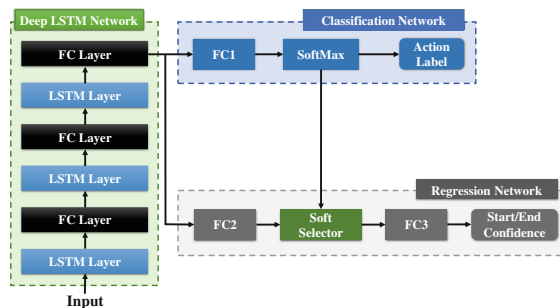 Deep LSTM Network
FC Layer
LSTM Layer
FC Layer
LSTM Layer
FC Layer
LSTM Layer
Input
Classification Network
FC1
SoftMax
Action
Label
Regression Network
FC2
Soft
Selector
FC3
Start/End
Confidence